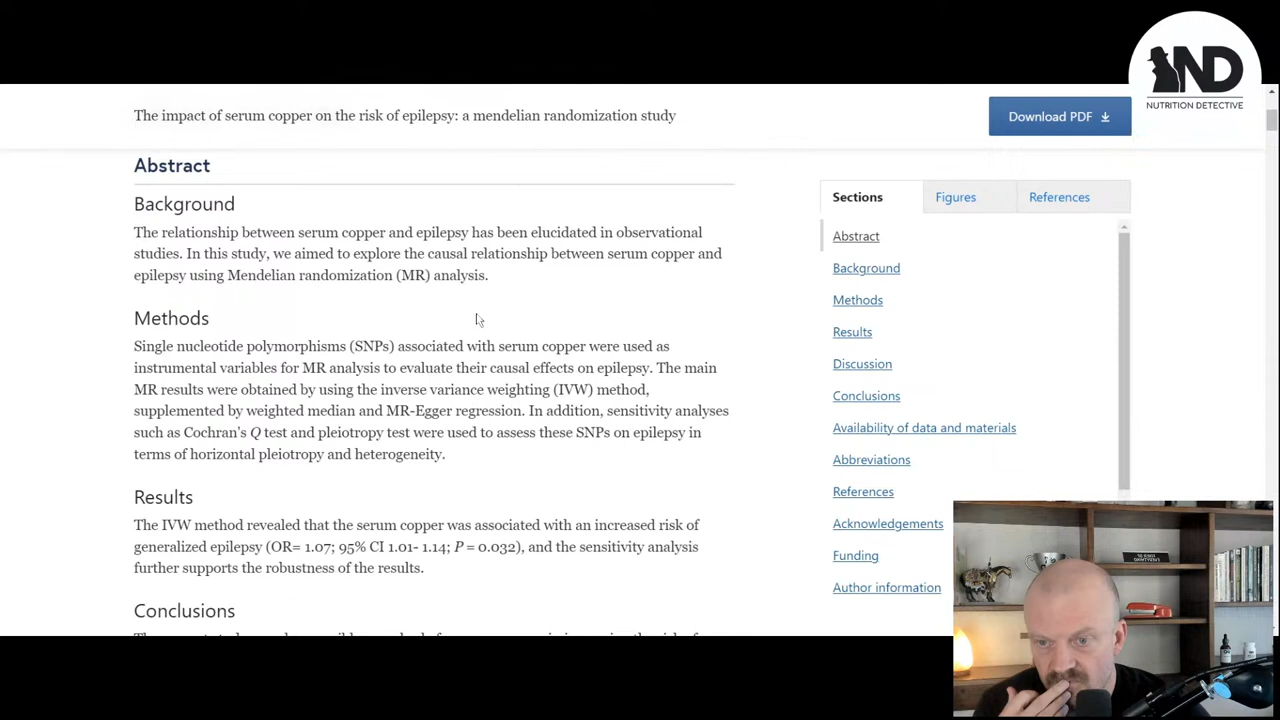 ND
NUTRITION DETECTIVE
The impact of serum copper on the risk of epilepsy: a mendelian randomization study
Download PDF
Abstract
Background
The relationship between serum copper and epilepsy has been elucidated in observational
studies. In this study, we aimed to explore the causal relationship between serum copper and
epilepsy using Mendelian randomization (MR) analysis.
Methods
Single nucleotide polymorphisms (SNPs) associated with serum copper were used as
instrumental variables for MR analysis to evaluate their causal effects on epilepsy. The main
MR results were obtained by using the inverse variance weighting (IVW) method,
supplemented by weighted median and MR-Egger regression. In addition, sensitivity analyses
such as Cochran's Q test and pleiotropy test were used to assess these SNPs on epilepsy in
terms of horizontal pleiotropy and heterogeneity.
Results
The IVW method revealed that the serum copper was associated with an increased risk of
generalized epilepsy (OR= 1.07; 95% CI 1.01- 1.14; P = 0.032), and the sensitivity analysis
further supports the robustness of the results.
Conclusions
Sections
Figures
References
Abstract
Background
Methods
Results
Discussion
Conclusions
Availability of data and materials
Abbreviations
References
Acknowledgements
Funding
Author information